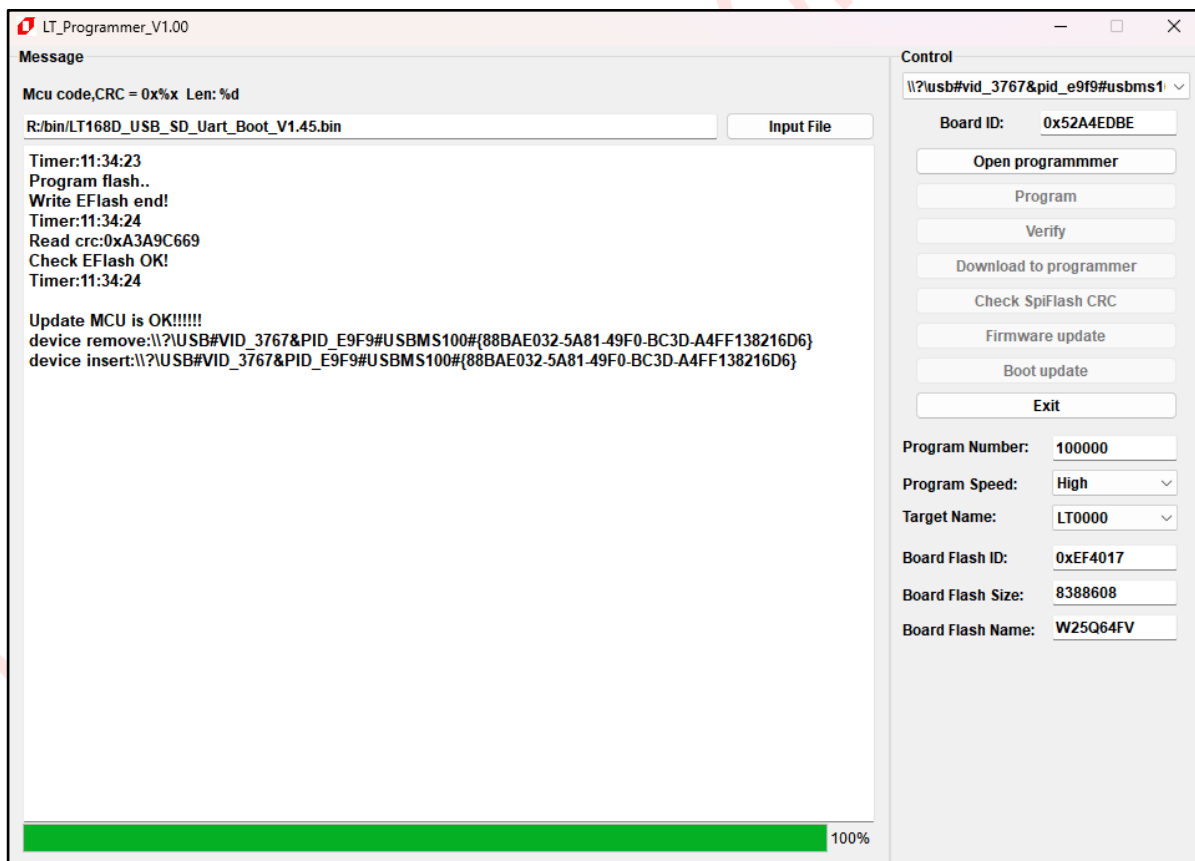 LT_Programmer_V1.00
Message
Mcu code,CRC = 0x%x Len: %d
R:/bin/LT168D_USB_SD_Uart_Boot_V1.45.bin
Input File
Timer:11:34:23
Program flash..
Write EFlash end!
Timer:11:34:24
Read crc:0xA3A9C669
Check EFlash OK!
Timer:11:34:24
Update MCU is OK!!!!!!
device remove:\\?\USB#VID_3767&PID_E9F9#USBMS100#{88BAE032-5A81-49F0-BC3D-A4FF138216D6}
device insert:\\?\USB#VID_3767&PID_E9F9#USBMS100#{88BAE032-5A81-49F0-BC3D-A4FF138216D6}
100%
Control
\\?\usb#vid_3767&pid_e9f9#usbms1
Board ID: 0x52A4EDBE
Open programmmer
Program
Verify
Download to programmer
Check SpiFlash CRC
Firmware update
Boot update
Exit
Program Number: 100000
Program Speed: High
Target Name: LT0000
Board Flash ID: 0xEF4017
Board Flash Size: 8388608
Board Flash Name: W25Q64FV